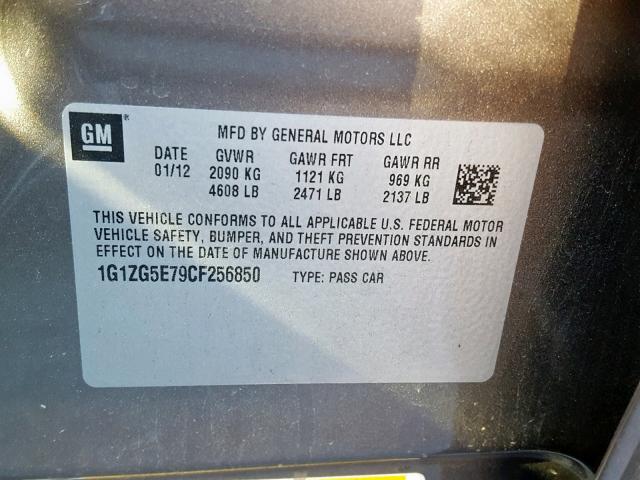 GM®
MFD BY GENERAL MOTORS LLC
DATE GVWR GAWR FRT GAWR RR
01/12 2090 KG 1121 KG 969 KG
4608 LB 2471 LB 2137 LB
THIS VEHICLE CONFORMS TO ALL APPLICABLE U.S. FEDERAL MOTOR
VEHICLE SAFETY, BUMPER, AND THEFT PREVENTION STANDARDS IN
EFFECT ON THE DATE OF MANUFACTURE SHOWN ABOVE.
1G1ZG5E79CF256850 TYPE: PASS CAR